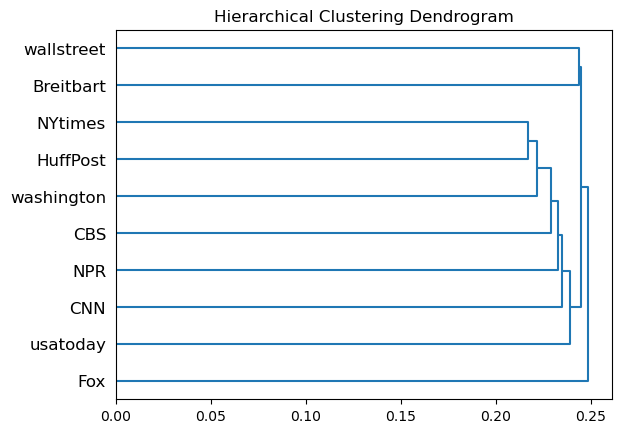 Hierarchical Clustering Dendrogram
wallstreet
Breitbart
NYtimes
HuffPost
washington
CBS
NPR
CNN
usatoday
Fox
0.00 0.05 0.10 0.15 0.20 0.25